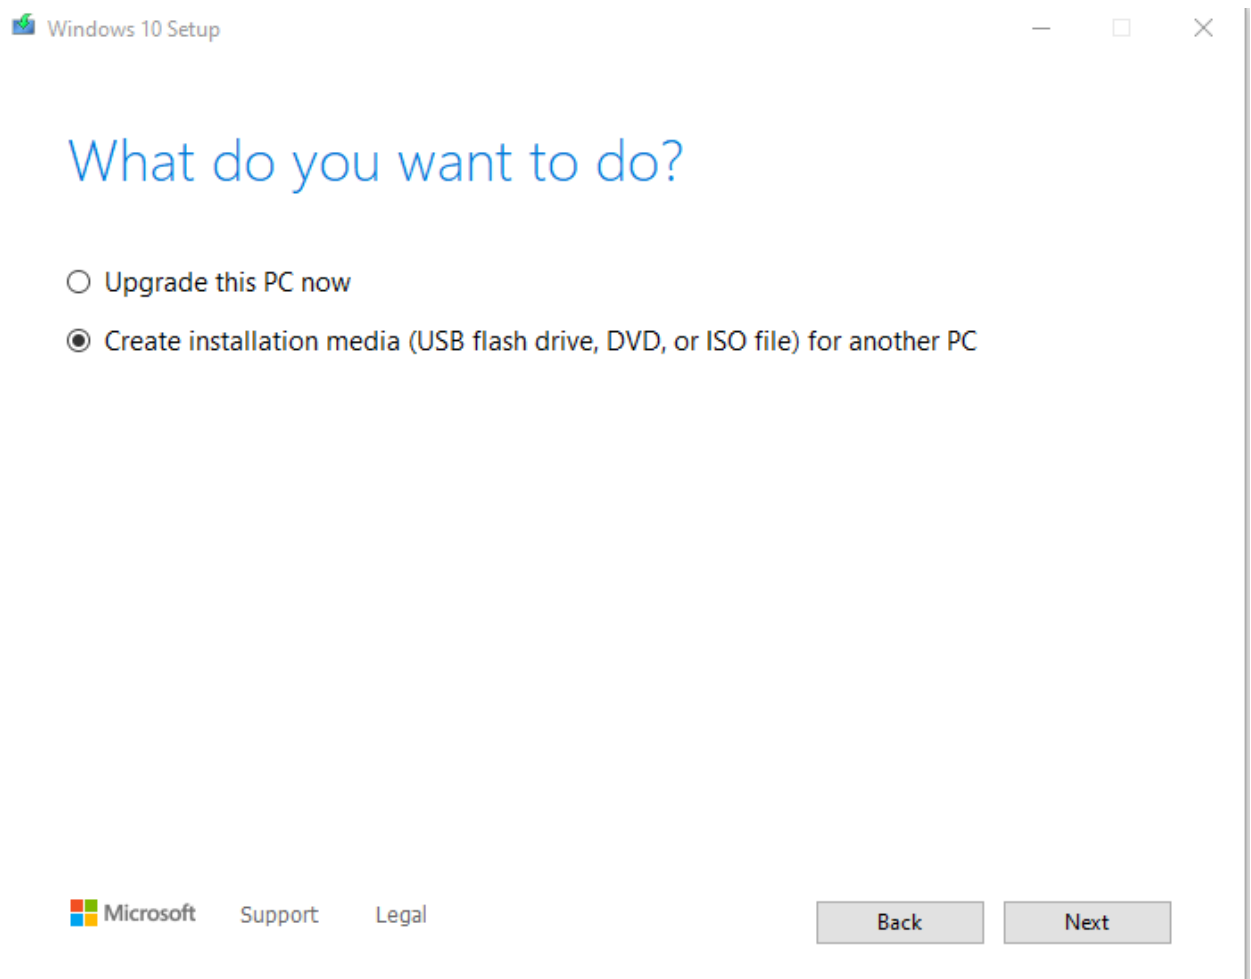 Windows 10 Setup
What do you want to do?
Upgrade this PC now
Create installation media (USB flash drive, DVD, or ISO file) for another PC
Microsoft Support Legal Back Next